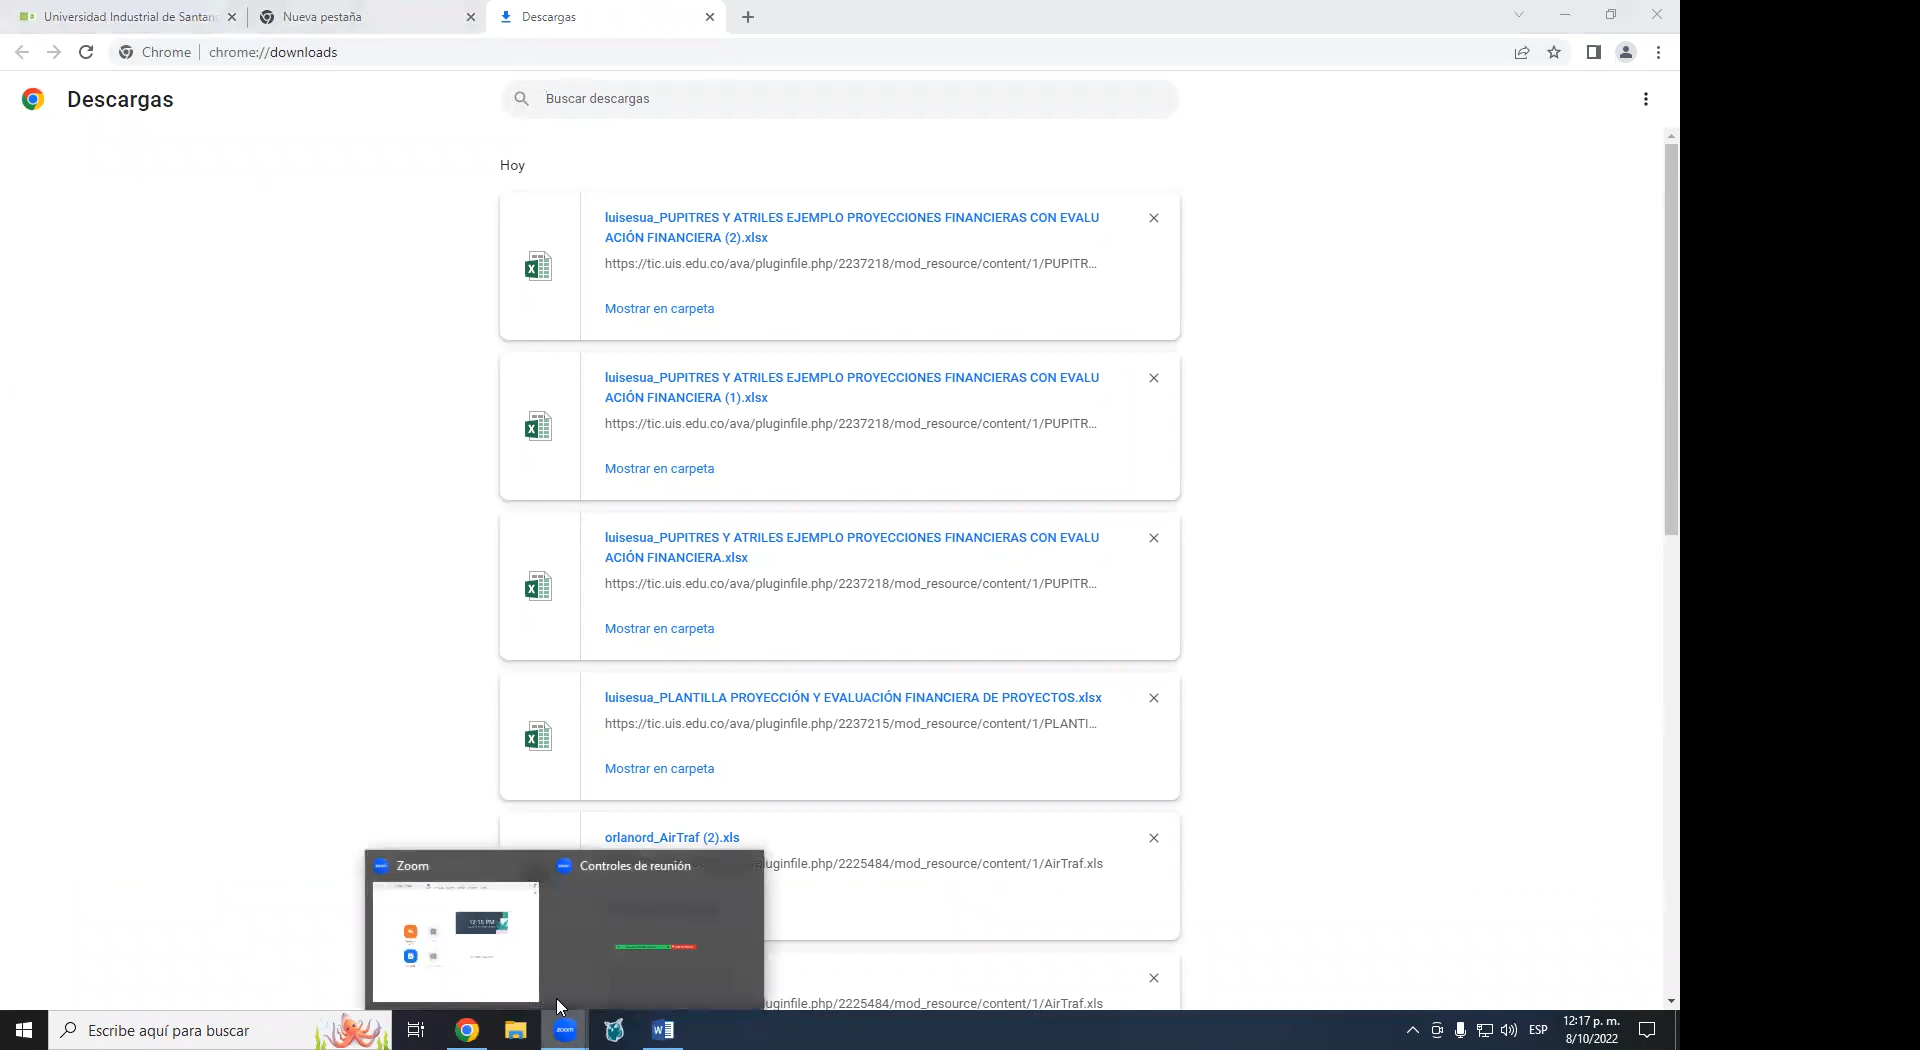 Universidad Industrial de Santan
Nueva pestaña
Descargas
Chrome
chrome://downloads
Descargas
Buscar descargas
Hoy
luisesua_PUPITRES Y ATRILES EJEMPLO PROYECCIONES FINANCIERAS CON EVALU
ACIÓN FINANCIERA (2).xlsx
https://tic.uis.edu.co/ava/pluginfile.php/2237218/mod_resource/content/1/PUPITR...
Mostrar en carpeta
luisesua_PUPITRES Y ATRILES EJEMPLO PROYECCIONES FINANCIERAS CON EVALU
ACIÓN FINANCIERA (1).xlsx
https://tic.uis.edu.co/ava/pluginfile.php/2237218/mod_resource/content/1/PUPITR...
Mostrar en carpeta
luisesua_PUPITRES Y ATRILES EJEMPLO PROYECCIONES FINANCIERAS CON EVALU
ACIÓN FINANCIERA.xlsx
https://tic.uis.edu.co/ava/pluginfile.php/2237218/mod_resource/content/1/PUPITR...
Mostrar en carpeta
luisesua_PLANTILLA PROYECCIÓN Y EVALUACIÓN FINANCIERA DE PROYECTOS.xlsx
https://tic.uis.edu.co/ava/pluginfile.php/2237215/mod_resource/content/1/PLANTI...
Mostrar en carpeta
orlanord_AirTraf (2).xls
luginfile.php/2225484/mod_resource/content/1/AirTraf.xls
Zoom
Controles de reunión
12:16 PM
luginfile.php/2225484/mod_resource/content/1/AirTraf.xls
Escribe aquí para buscar
zoom
ESP
12:17 p. m.
8/10/2022